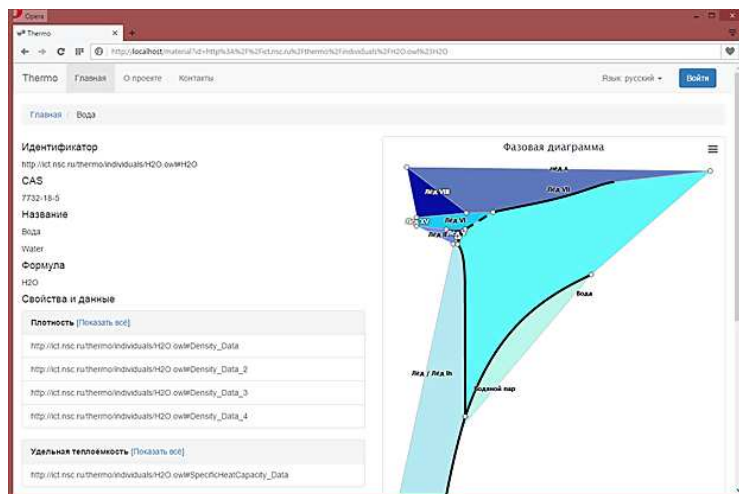 Opera
Thermo
http://localhost/material?id=http%3A%2F%2Fict.nsc.ru%2Fthermo%2Findividuals%2FH2O.owl%23H2O
Thermo Главная О проекте Контакты Язык: русский Войти
Главная / Вода
Идентификатор
http://ict.nsc.ru/thermo/individuals/H2O.owl#H2O
CAS
7732-18-5
Название
Вода
Water
Формула
H2O
Свойства и данные
Плотность [Показать всё]
http://ict.nsc.ru/thermo/individuals/H2O.owl#Density_Data
http://ict.nsc.ru/thermo/individuals/H2O.owl#Density_Data_2
http://ict.nsc.ru/thermo/individuals/H2O.owl#Density_Data_3
http://ict.nsc.ru/thermo/individuals/H2O.owl#Density_Data_4
Удельная теплоёмкость [Показать всё]
http://ict.nsc.ru/thermo/individuals/H2O.owl#SpecificHeatCapacity_Data
Фазовая диаграмма
Лёд X
Лёд VII
Лёд VIII
Лёд XV
Лёд VI
Лёд II
Вода
Лёд / Лёд Ih
Водяной пар